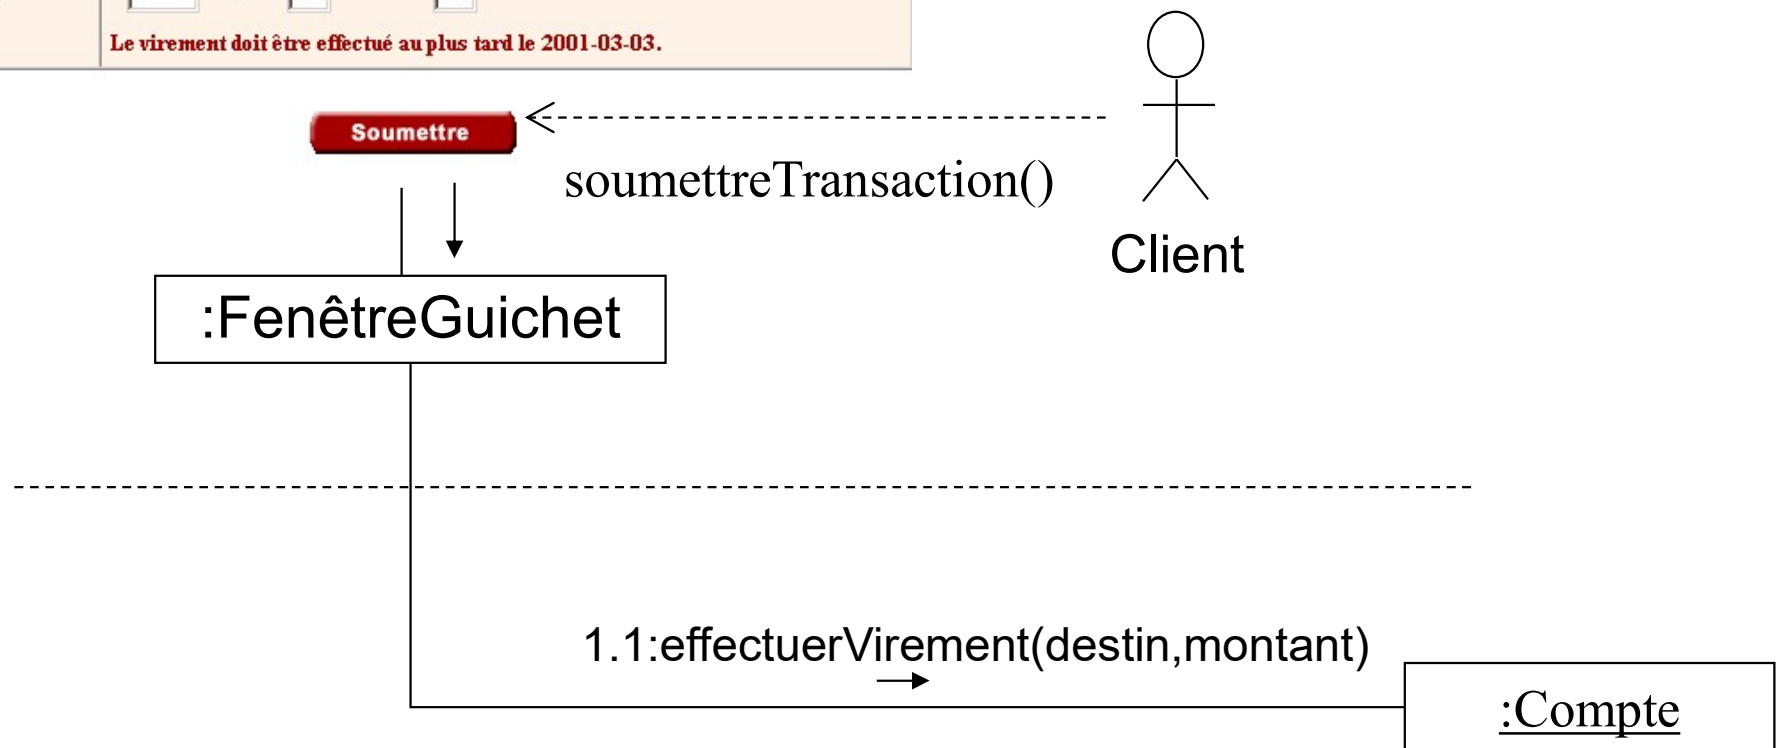 Le virement doit être effectué au plus tard le 2001-03-03.
Soumettre
soumettreTransaction()
Client
:FenêtreGuichet
1.1:effectuerVirement(destin,montant)
:Compte